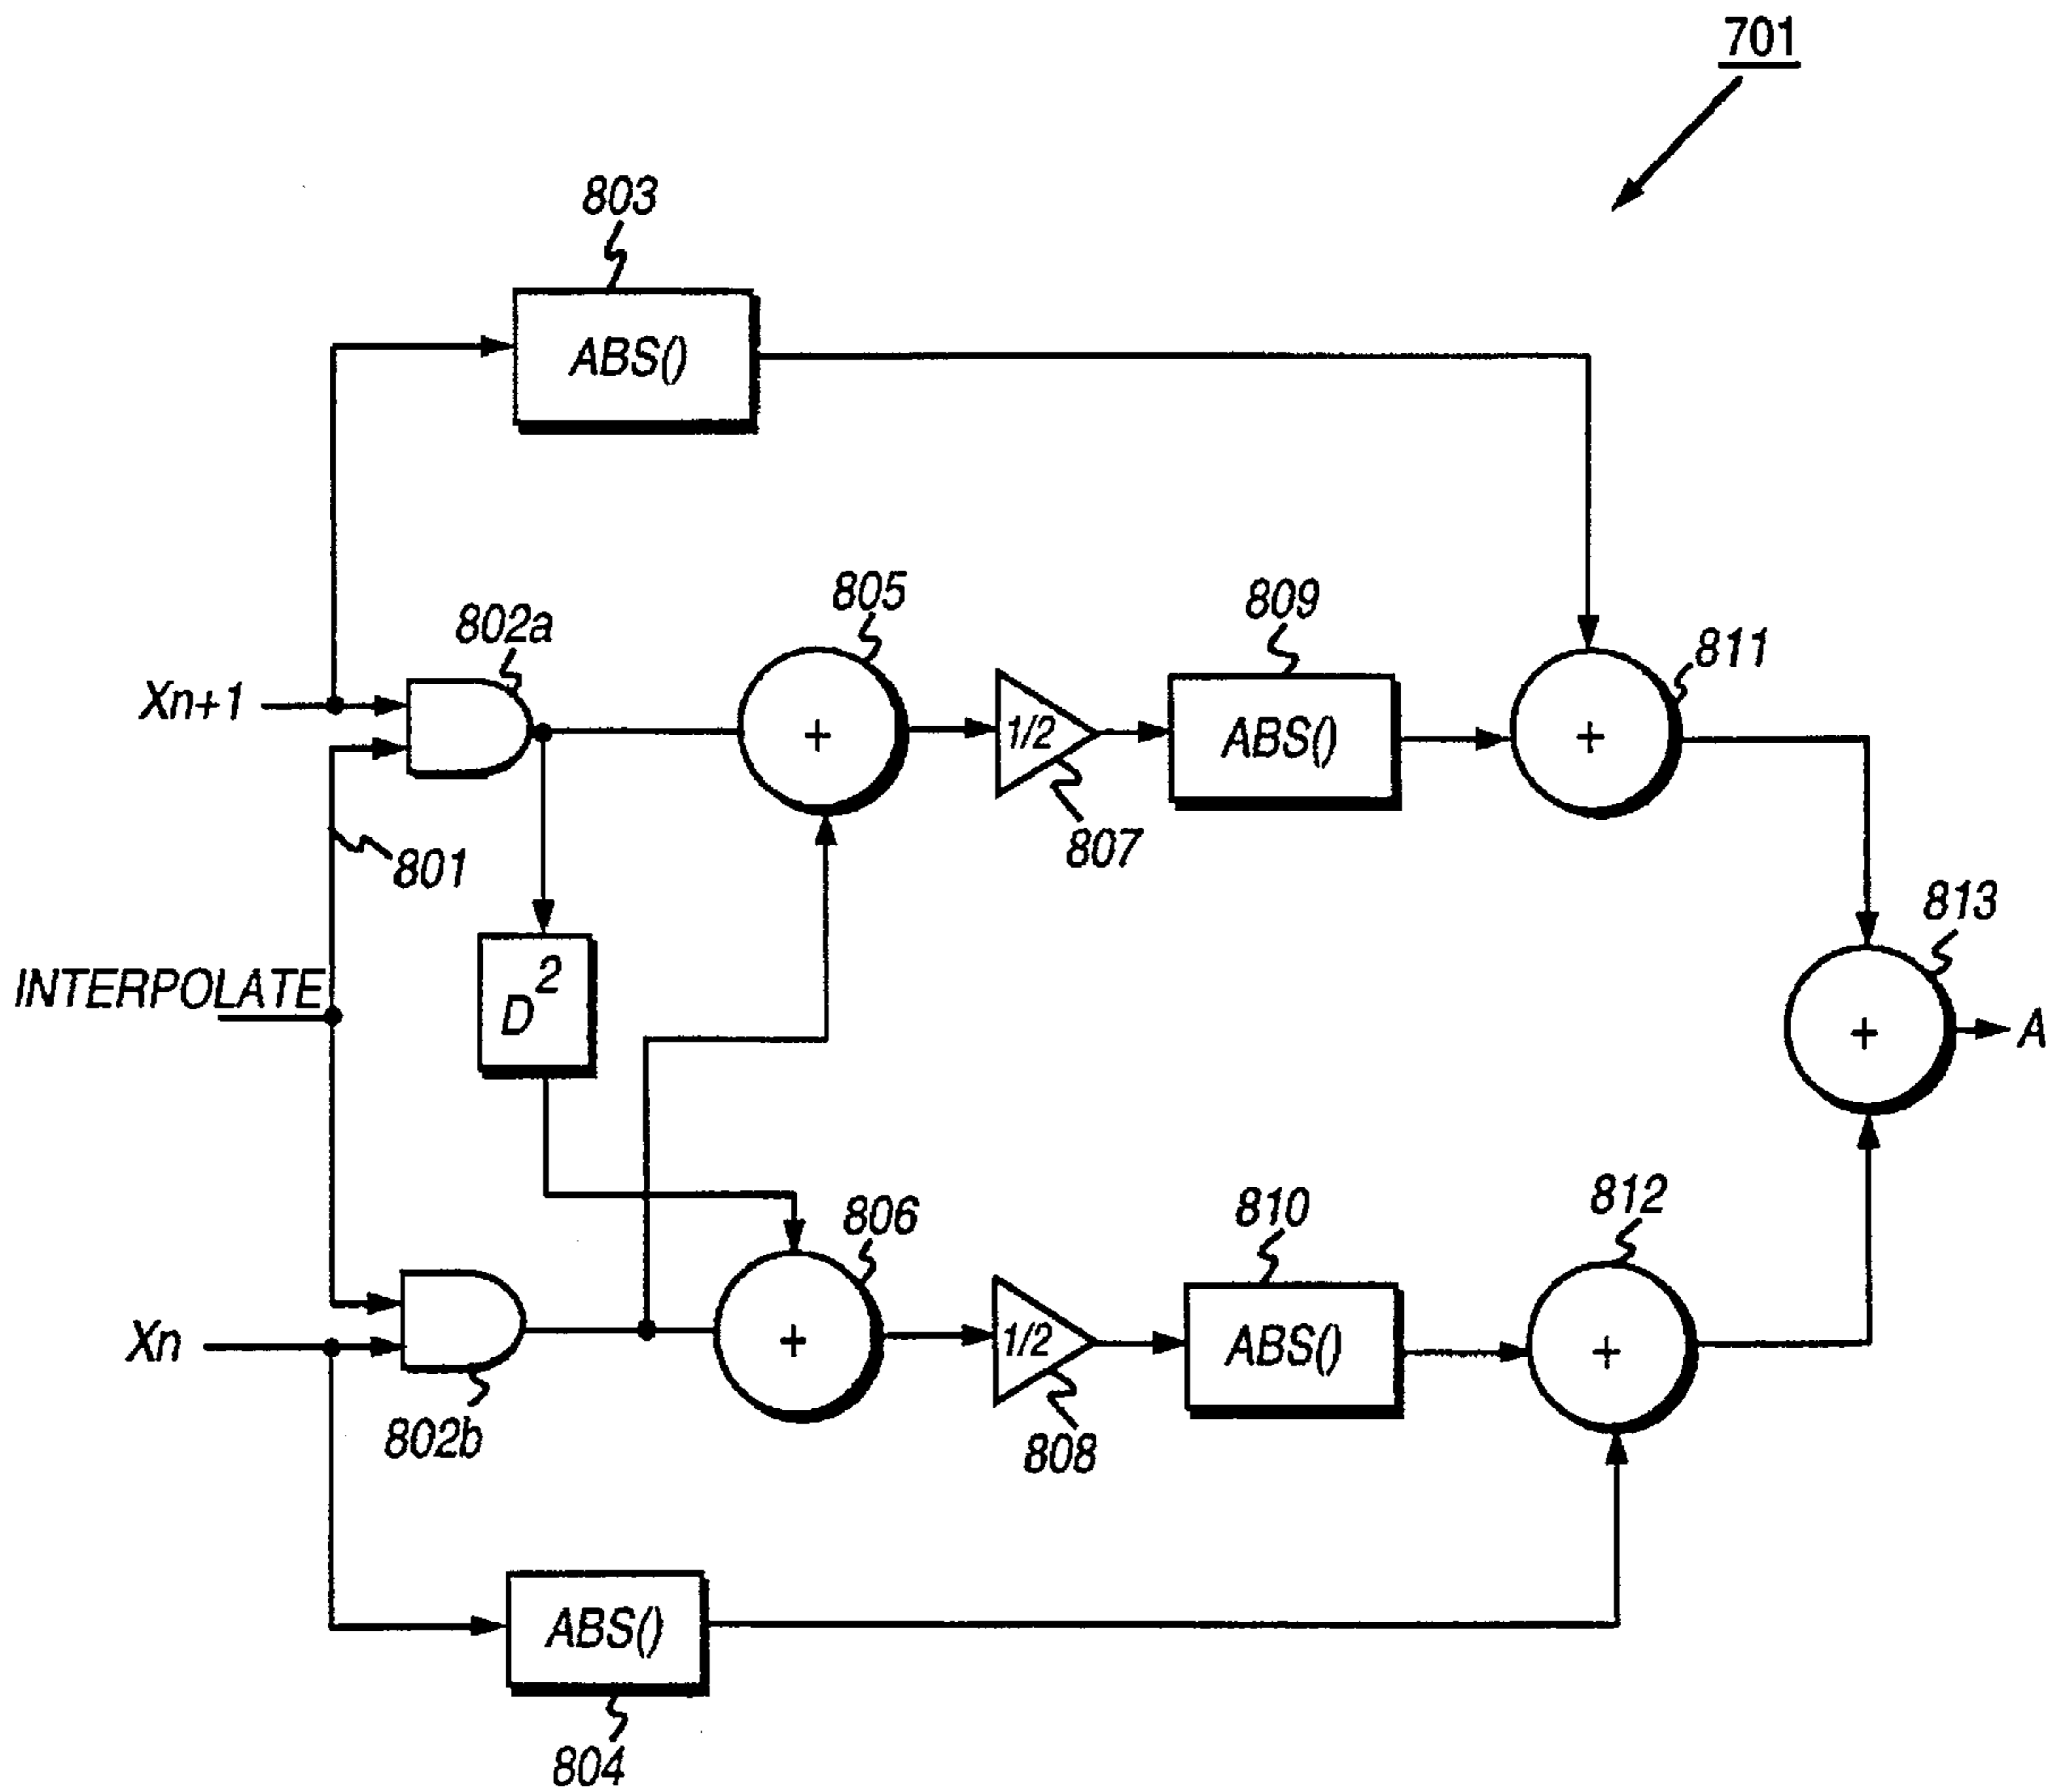 701
803
ABS()
802a
805
809
811
Xn+1
+
1/2
ABS()
+
807
801
813
INTERPOLATE
D²
+
A
806
810
812
Xn
+
1/2
ABS()
+
802b
808
ABS()
804